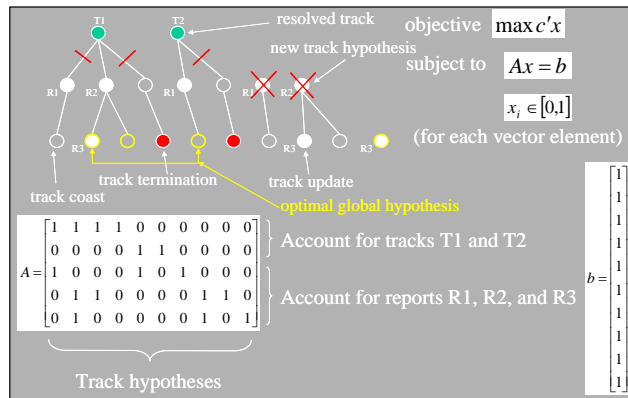 T1 T2 resolved track objective max c'x
new track hypothesis
subject to Ax = b
R1 R2 R1 R1 R2
x_i ∈ [0,1]
(for each vector element)
R3 R3 R3
track termination track update
track coast
optimal global hypothesis
A =
1 1 1 1 0 0 0 0 0 0
0 0 0 0 1 1 0 0 0 0
1 0 0 0 1 0 1 0 0 0
0 1 1 0 0 0 0 1 1 0
0 1 0 0 0 0 0 1 0 1
Account for tracks T1 and T2
Account for reports R1, R2, and R3
Track hypotheses
b =
1
1
1
1
1
1
1
1
1
1